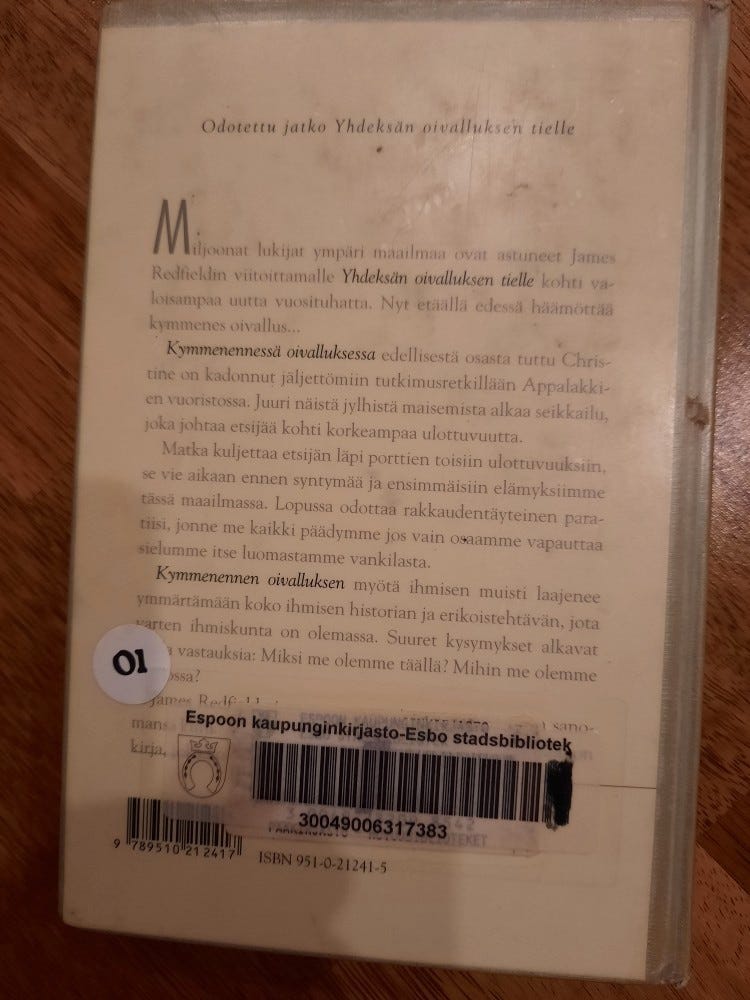 Odotettu jatko Yhdeksän oivalluksen tielle
Miljoonat lukijat ympäri maailmaa ovat astuneet James
Redfieldin viitoittamalle Yhdeksän oivalluksen tielle kohti va-
loisampaa uutta vuosituhatta. Nyt etäällä edessä häämöttää
kymmenes oivallus...
Kymmenennessä oivalluksessa edellisestä osasta tuttu Chris-
tine on kadonnut jäljettömiin tutkimusretkillään Appalakki-
en vuoristossa. Juuri näistä jylhistä maisemista alkaa seikkailu,
joka johtaa etsijää kohti korkeampaa ulottuvuutta.
Matka kuljettaa etsijän läpi porttien toisiin ulottuvuuksiin,
se vie aikaan ennen syntymää ja ensimmäisiin elämyksiimme
tässä maailmassa. Lopussa odottaa rakkaudentäyteinen para-
tiisi, jonne me kaikki päädymme jos vain osaamme vapauttaa
sielumme itse luomastamme vankilasta.
Kymmenennen oivalluksen myötä ihmisen muisti laajenee
ymmärtämään koko ihmisen historian ja erikoistehtävän, jota
varten ihmiskunta on olemassa. Suuret kysymykset alkavat
vastauksia: Miksi me olemme täällä? Mihin me olemme
01
James sano-
mans
kirja,
Espoon kaupunginkirjasto-Esbo stadsbibliotek
30049006317383
9 789510 212417
ISBN 951-0-21241-5